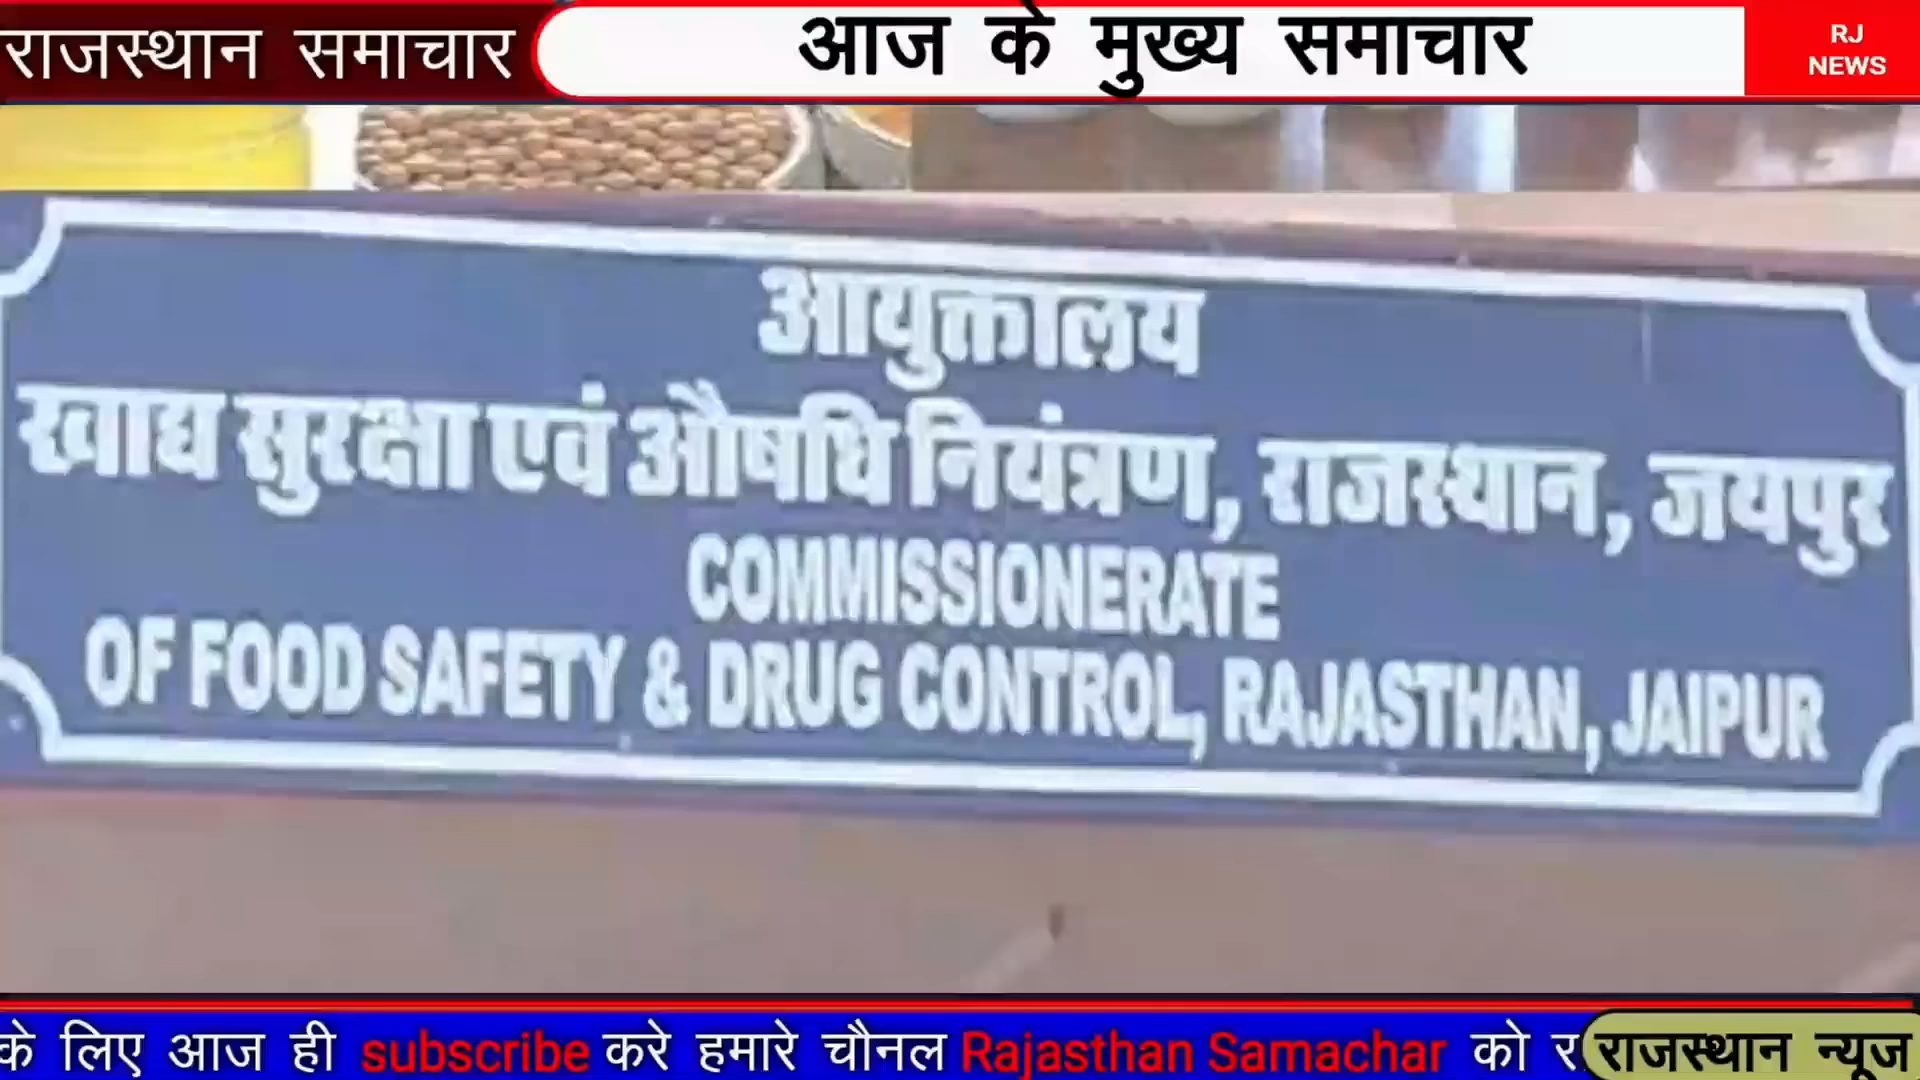 राजस्थान समाचार
आज के मुख्य समाचार
RJ
NEWS
आयुक्तालय
खाद्य सुरक्षा एवं औषधि नियंत्रण, राजस्थान, जयपुर
COMMISSIONERATE
OF FOOD SAFETY & DRUG CONTROL, RAJASTHAN, JAIPUR
के लिए आज ही subscribe करे हमारे चौनल Rajasthan Samachar को
राजस्थान न्यूज